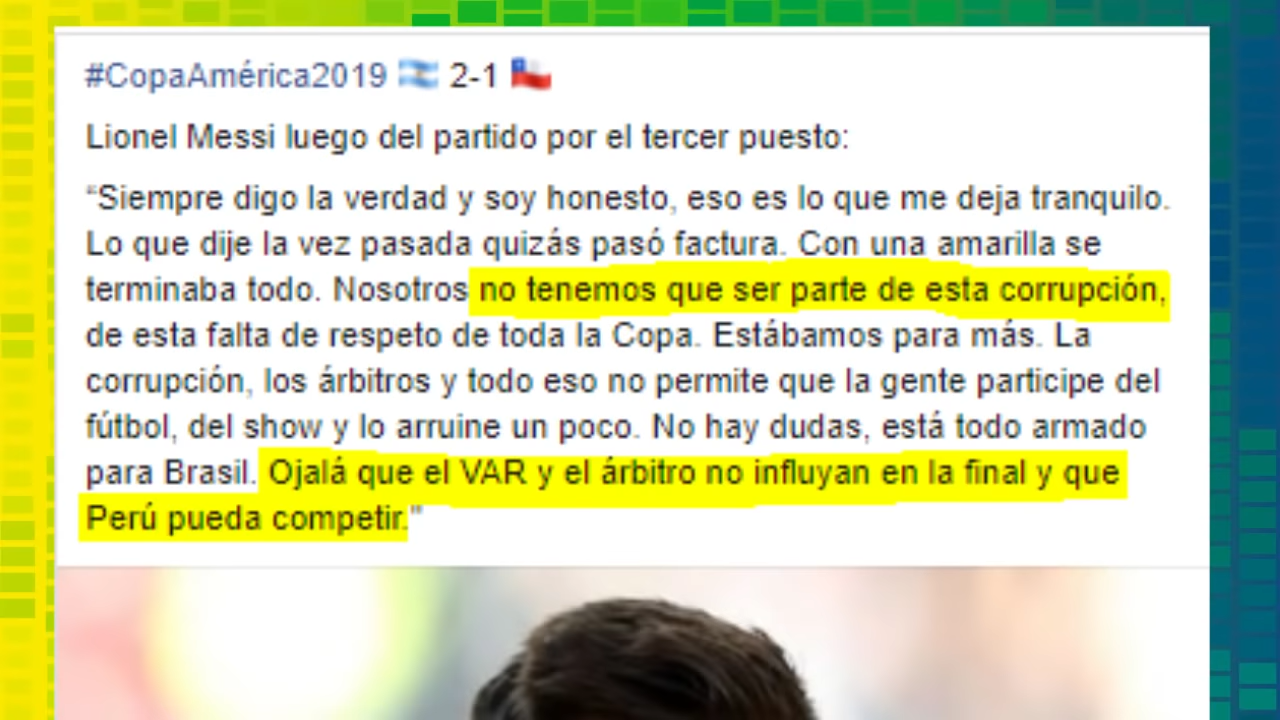 #CopaAmérica2019 🇦🇷 2-1 🇨🇱
Lionel Messi luego del partido por el tercer puesto:
“Siempre digo la verdad y soy honesto, eso es lo que me deja tranquilo.
Lo que dije la vez pasada quizás pasó factura. Con una amarilla se
terminaba todo. Nosotros no tenemos que ser parte de esta corrupción,
de esta falta de respeto de toda la Copa. Estábamos para más. La
corrupción, los árbitros y todo eso no permite que la gente participe del
fútbol, del show y lo arruine un poco. No hay dudas, está todo armado
para Brasil. Ojalá que el VAR y el árbitro no influyan en la final y que
Perú pueda competir.”